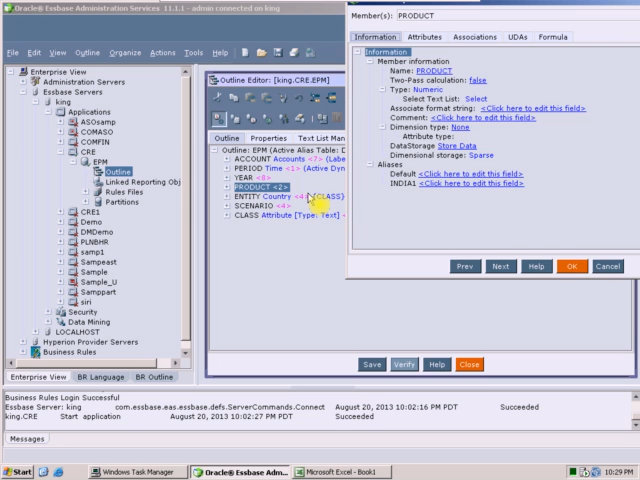 Oracle® Essbase Administration Services 11.1.1 - admin connected on king
File Edit View Outline Organize Actions Tools Help
Enterprise View
Administration Servers
Essbase Servers
king
Applications
ASOsamp
COMASO
COMFIN
CRE
EPM
Outline
Linked Reporting Obj
Rules Files
Partitions
CRE1
Demo
DMDemo
PLNBHR
samp1
Sampeast
Sample
Sample_U
Samppart
siri
Security
Data Mining
LOCALHOST
Hyperion Provider Servers
Business Rules
Enterprise View BR Language BR Outline
Outline Editor: [king.CRE.EPM]
Outline Properties Text List Man
Outline: EPM (Active Alias Table: D
ACCOUNT Accounts <7> (Labe
PERIOD Time <1> (Active Dyn
YEAR <6>
PRODUCT <2>
ENTITY Country <4> {CLASS}
SCENARIO <4>
CLASS Attribute [Type: Text] <
Save Verify Help Close
Member(s): PRODUCT
Information Attributes Associations UDAs Formula
Information
Member information
Name: PRODUCT
Two-Pass calculation: false
Type: Numeric
Select Text List: Select
Associate format string: <Click here to edit this field>
Comment: <Click here to edit this field>
Dimension type: None
Attribute type:
DataStorage Store Data
Dimensional storage: Sparse
Aliases
Default <Click here to edit this field>
INDIA1 <Click here to edit this field>
Prev Next Help OK Cancel
Business Rules Login Successful
Essbase Server: king com.essbase.eas.essbase.defs.ServerCommands.Connect August 20, 2013 10:02:16 PM PDT Succeeded
king.CRE Start application August 20, 2013 10:02:27 PM PDT Succeeded
Messages
Start Windows Task Manager Oracle® Essbase Adm... Microsoft Excel - Book1 10:29 PM